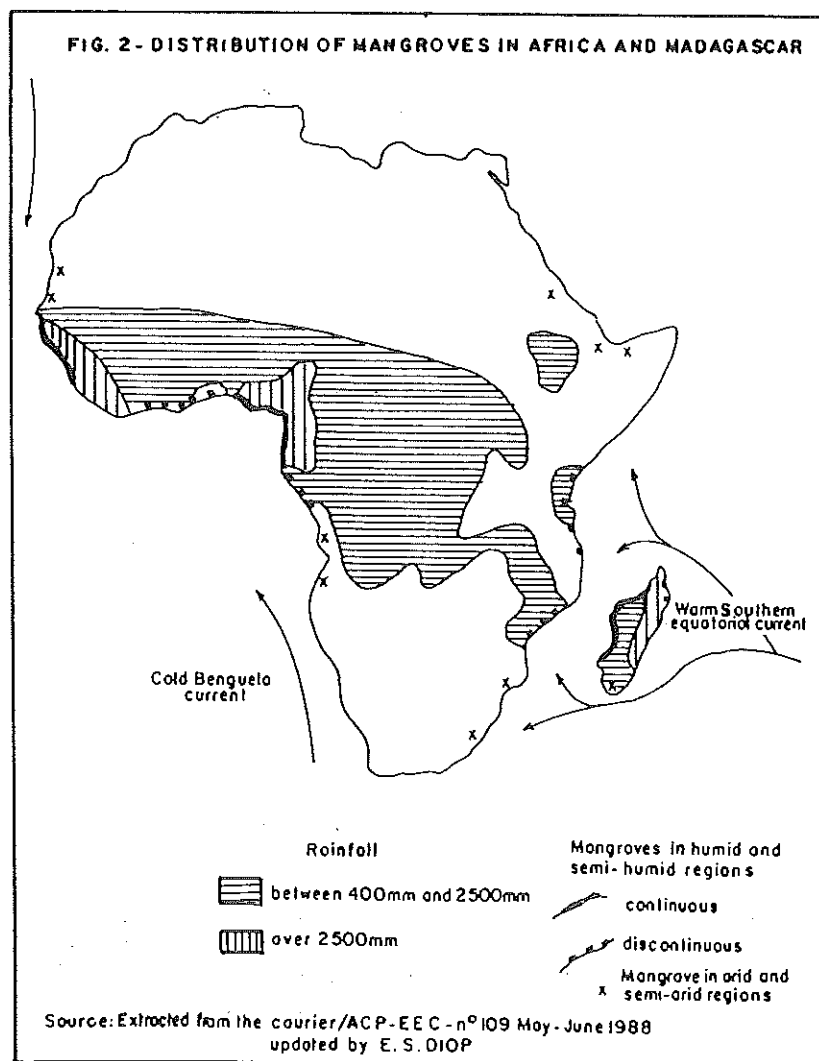 FIG. 2 - DISTRIBUTION OF MANGROVES IN AFRICA AND MADAGASCAR
Warm Southern
equatorial current
Cold Benguela
current
Rainfall
between 400mm and 2500mm
over 2500mm
Mangroves in humid and
semi-humid regions
continuous
discontinuous
x Mangrove in arid and
semi-arid regions
Source: Extracted from the courier/ACP-EEC-nº 109 May-June 1988
updated by E. S. DIOP